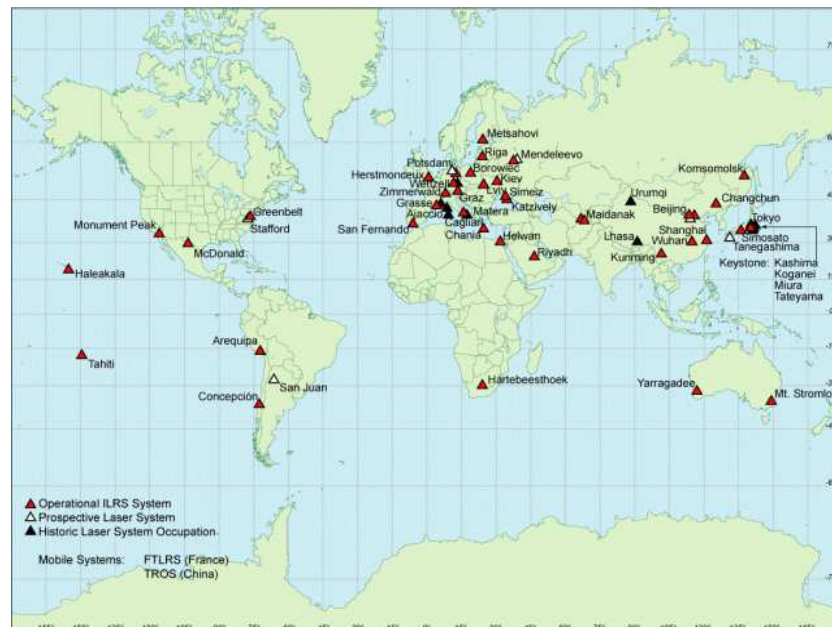 Metsahovi
Riga
Mendeleevo
Potsdam
Borowiec
Herstmonceux
Kiev
Komsomolsk
Wettzell
Lviv
Simeiz
Urumqi
Zimmerwald
Graz
Katzively
Changchun
Grasse
Beijing
Greenbelt
Maidanak
Tokyo
Monument Peak
Stafford
Ajaccio
Matera
Cagliari
San Fernando
Shanghai
Simosato
McDonald
Chania
Helwan
Lhasa
Wuhan
Tanegashima
Haleakala
Riyadh
Kunming
Keystone: Kashima
Koganei
Miura
Tateyama
Arequipa
Tahiti
San Juan
Hartebeesthoek
Yarragadee
Concepción
Mt. Stromlo
Operational ILRS System
Prospective Laser System
Historic Laser System Occupation
Mobile Systems: FTLRS (France)
TROS (China)